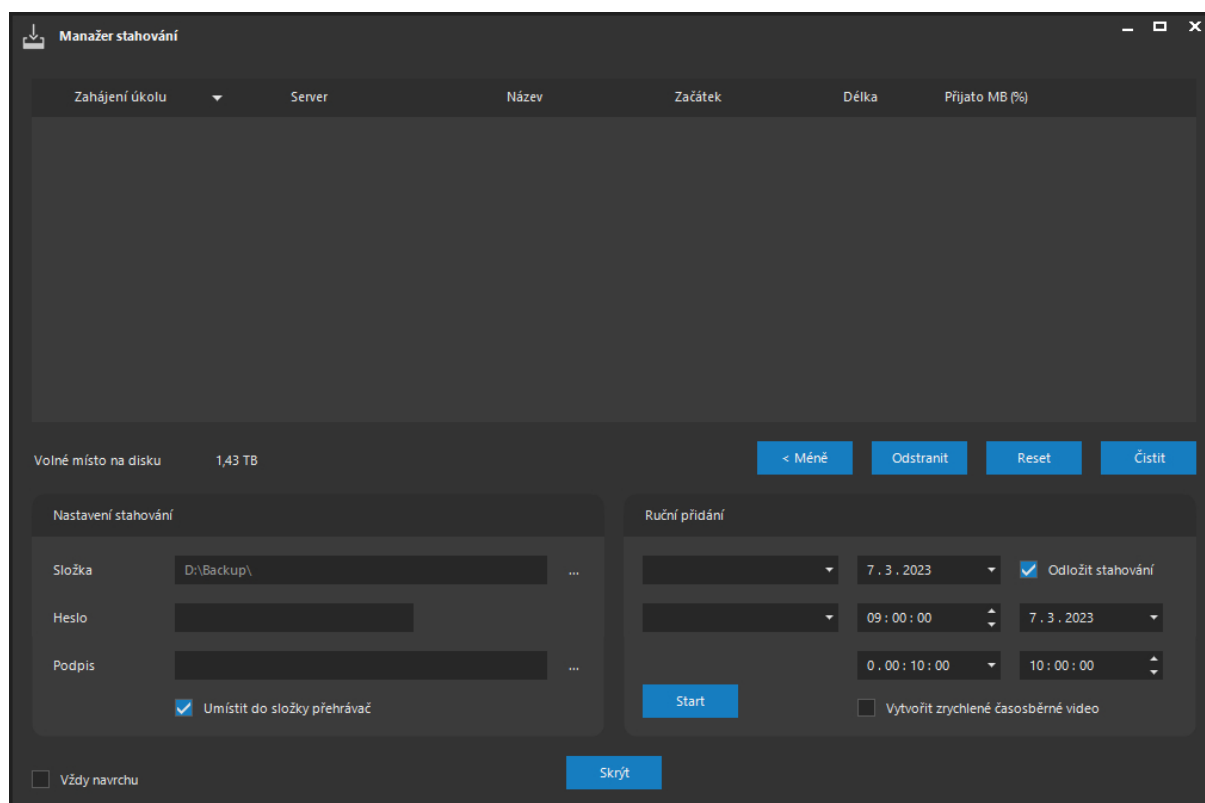 Manažer stahování
Zahájení úkolu Server Název Začátek Délka Přijato MB (%)
Volné místo na disku 1,43 TB < Méně Odstranit Reset Čistit
Nastavení stahování
Složka D:\Backup\ ...
Heslo
Podpis ...
Umístit do složky přehrávač
Ruční přidání
7 . 3 . 2023 Odložit stahování
09 : 00 : 00 7 . 3 . 2023
0 . 00 : 10 : 00 10 : 00 : 00
Start Vytvořit zrychlené časosběrné video
Vždy navrchu Skrýt